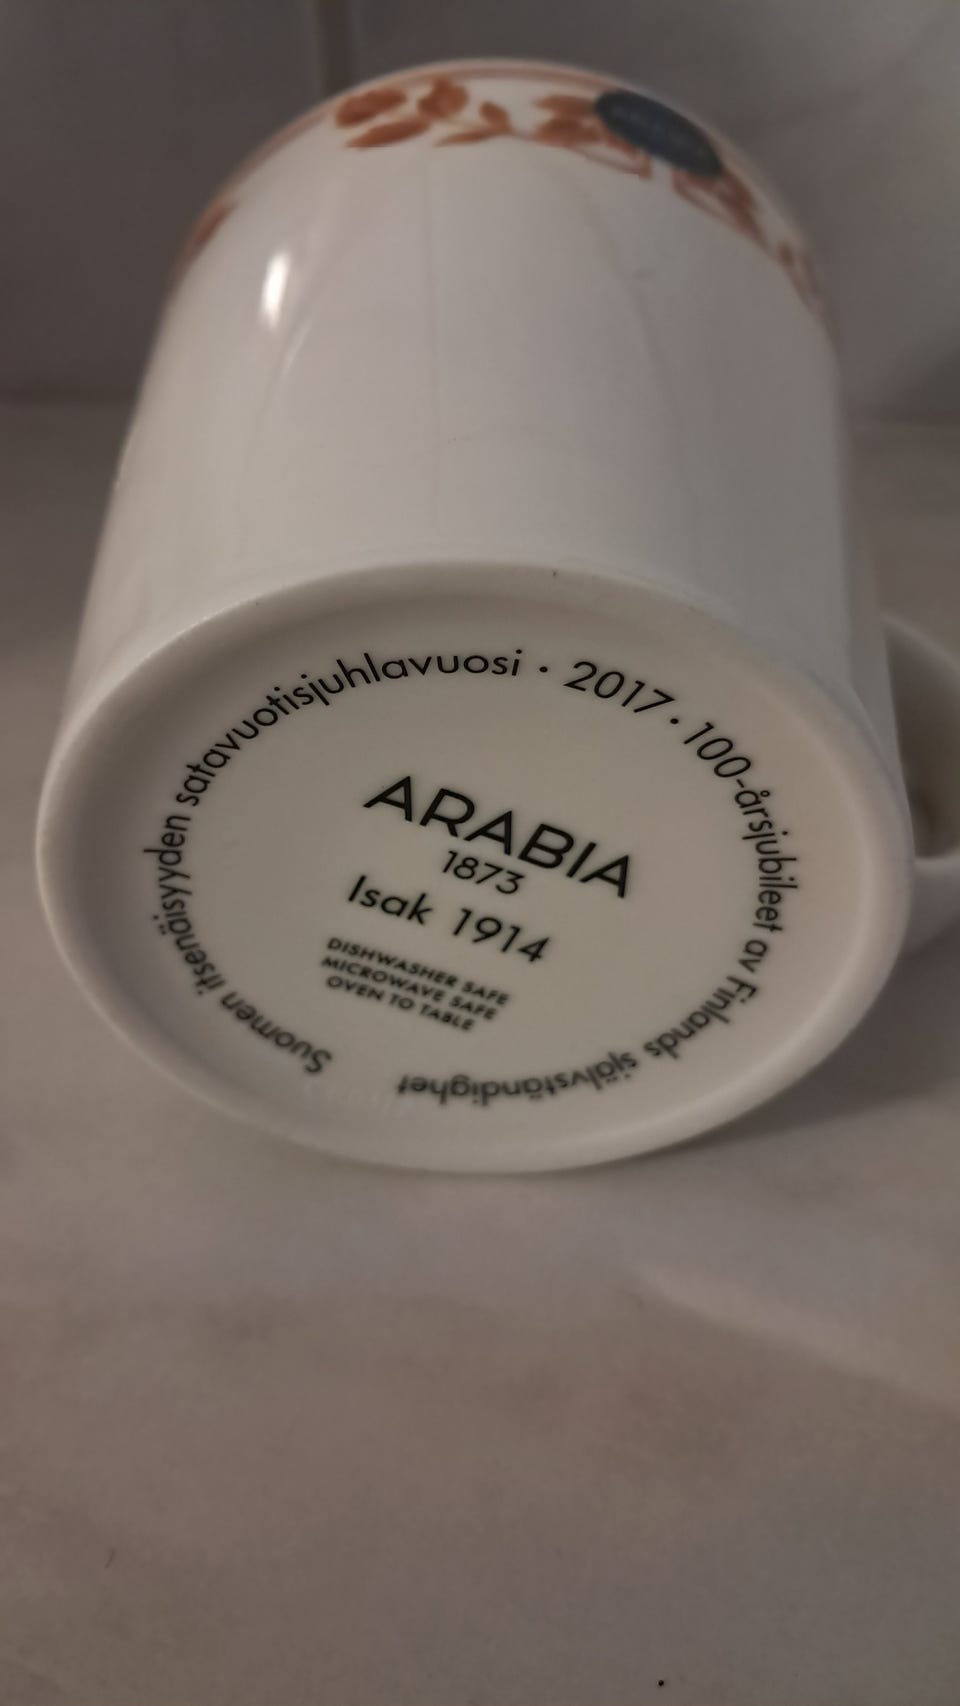 Suomen itsenäisyyden satavuotisjuhlavuosi · 2017 · 100-årsjubileet av Finlands självständighet
ARABIA
1873
Isak 1914
DISHWASHER SAFE
MICROWAVE SAFE
OVEN TO TABLE